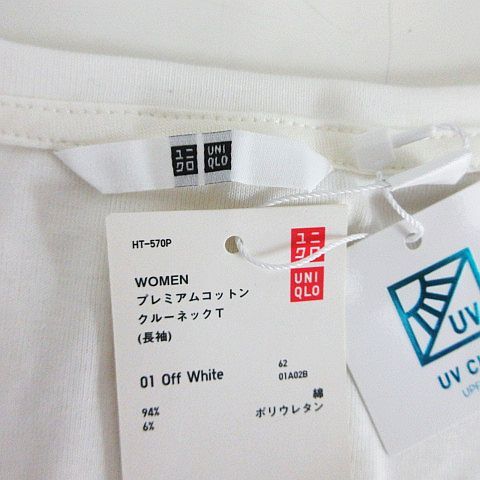 ユニ
クロ
UNI
QLO
HT-570P
ユニ
クロ
UNI
QLO
WOMEN
プレミアムコットン
クルーネックT
(長袖)
01 Off White
62
01A02B
94% 綿
6% ポリウレタン
UV
UV
UPF